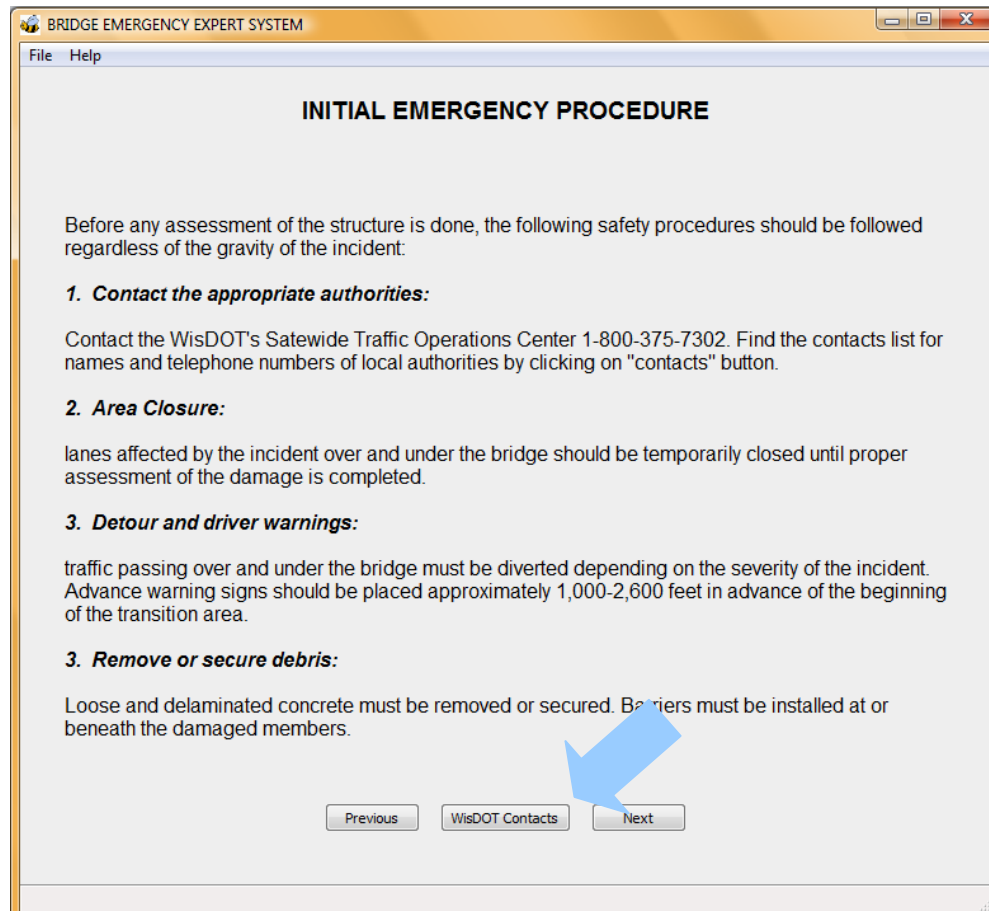 BRIDGE EMERGENCY EXPERT SYSTEM
File Help
INITIAL EMERGENCY PROCEDURE
Before any assessment of the structure is done, the following safety procedures should be followed
regardless of the gravity of the incident:
1. Contact the appropriate authorities:
Contact the WisDOT's Satewide Traffic Operations Center 1-800-375-7302. Find the contacts list for
names and telephone numbers of local authorities by clicking on "contacts" button.
2. Area Closure:
lanes affected by the incident over and under the bridge should be temporarily closed until proper
assessment of the damage is completed.
3. Detour and driver warnings:
traffic passing over and under the bridge must be diverted depending on the severity of the incident.
Advance warning signs should be placed approximately 1,000-2,600 feet in advance of the beginning
of the transition area.
3. Remove or secure debris:
Loose and delaminated concrete must be removed or secured. Barriers must be installed at or
beneath the damaged members.
Previous WisDOT Contacts Next